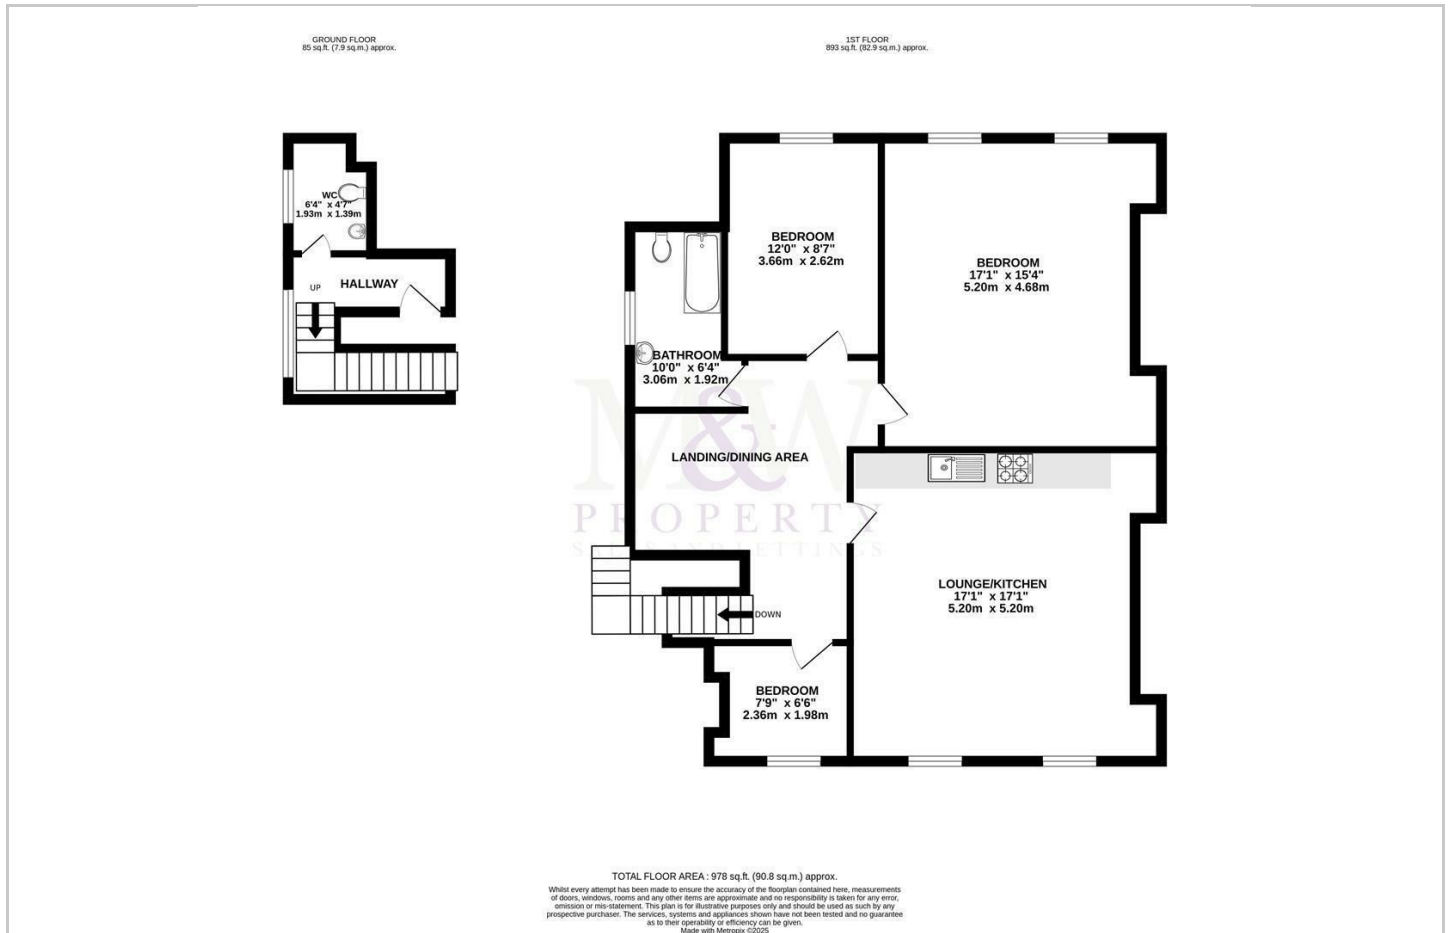 GROUND FLOOR
85 sq.ft. (7.9 sq.m.) approx.
1ST FLOOR
893 sq.ft. (82.9 sq.m.) approx.
WC
6'4" x 4'7"
1.93m x 1.39m
UP
HALLWAY
BEDROOM
12'0" x 8'7"
3.66m x 2.62m
BEDROOM
17'1" x 15'4"
5.20m x 4.68m
BATHROOM
10'0" x 6'4"
3.06m x 1.92m
LANDING/DINING AREA
M&W
PROPERTY
SALES AND LETTINGS
DOWN
LOUNGE/KITCHEN
17'1" x 17'1"
5.20m x 5.20m
BEDROOM
7'9" x 6'6"
2.36m x 1.98m
TOTAL FLOOR AREA : 978 sq.ft. (90.8 sq.m.) approx.
Whilst every attempt has been made to ensure the accuracy of the floorplan contained here, measurements
of doors, windows, rooms and any other items are approximate and no responsibility is taken for any error,
omission or mis-statement. This plan is for illustrative purposes only and should be used as such by any
prospective purchaser. The services, systems and appliances shown have not been tested and no guarantee
as to their operability or efficiency can be given.
Made with Metropix ©2025